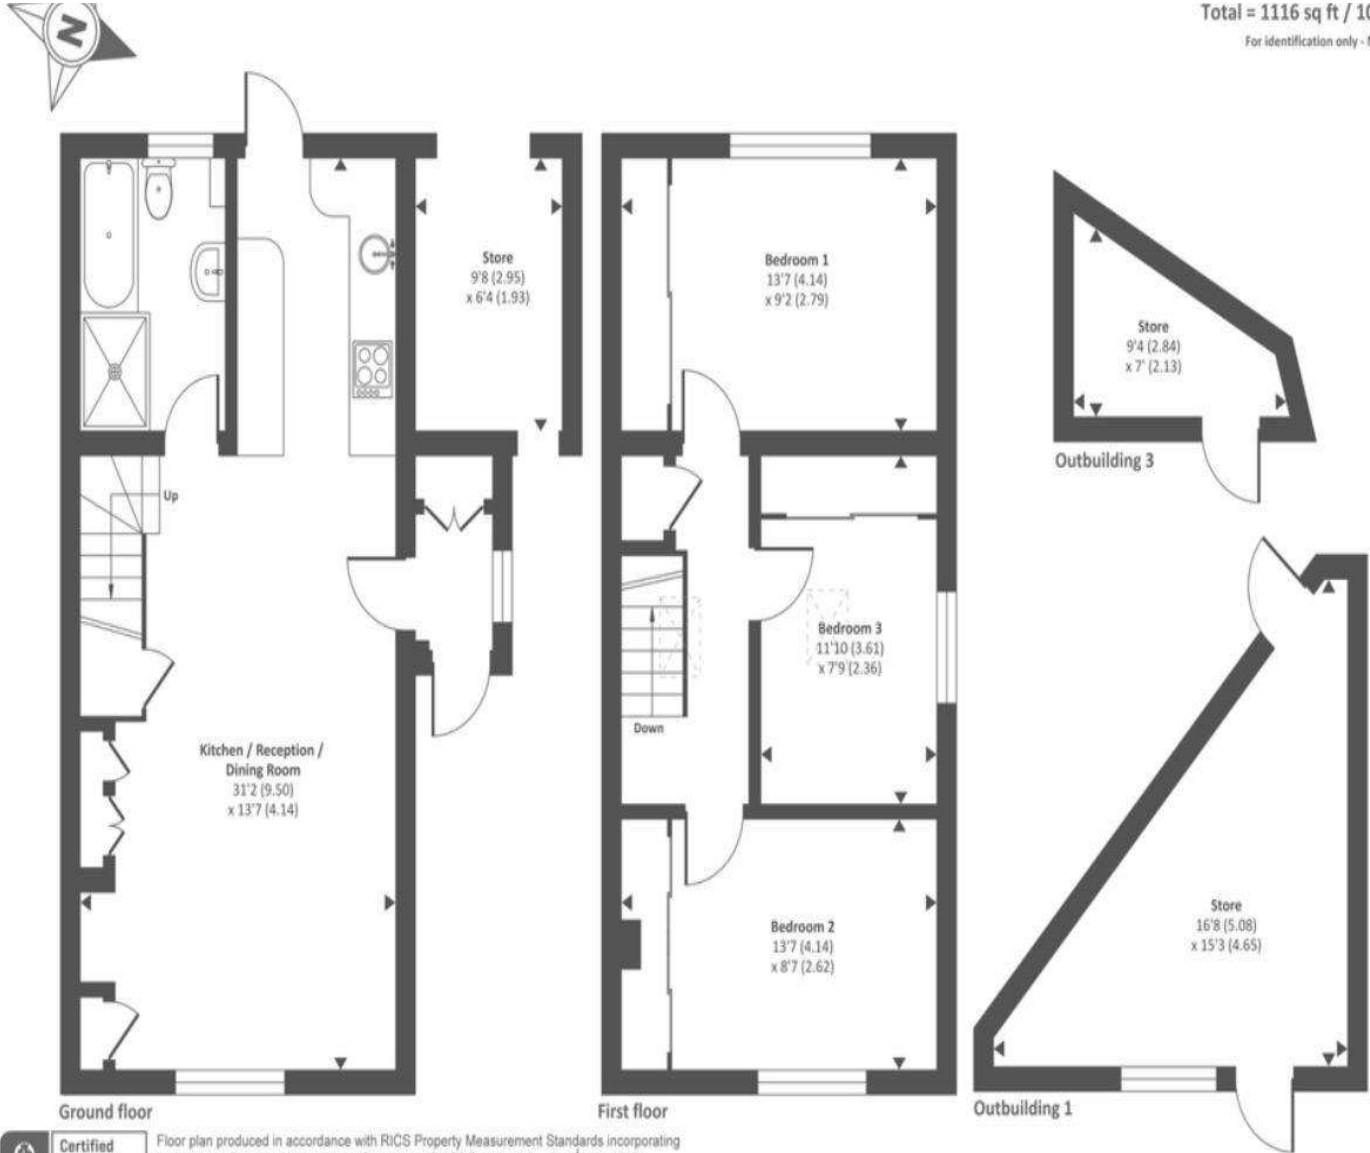 N
Total = 1116 sq ft / 10
For identification only - N
Store
9'8 (2.95)
x 6'4 (1.93)
Bedroom 1
13'7 (4.14)
x 9'2 (2.79)
Store
9'4 (2.84)
x 7' (2.13)
Outbuilding 3
Up
Bedroom 3
11'10 (3.61)
x 7'9 (2.36)
Down
Kitchen / Reception /
Dining Room
31'2 (9.50)
x 13'7 (4.14)
Bedroom 2
13'7 (4.14)
x 8'7 (2.62)
Store
16'8 (5.08)
x 15'3 (4.65)
Ground floor
First floor
Outbuilding 1
Certified
Floor plan produced in accordance with RICS Property Measurement Standards incorporating